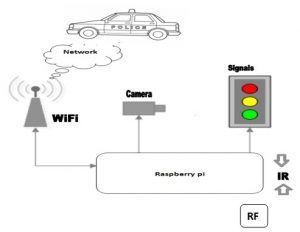 POLICE
Network
Signals
Camera
WiFi
Raspberry pi
IR
RF